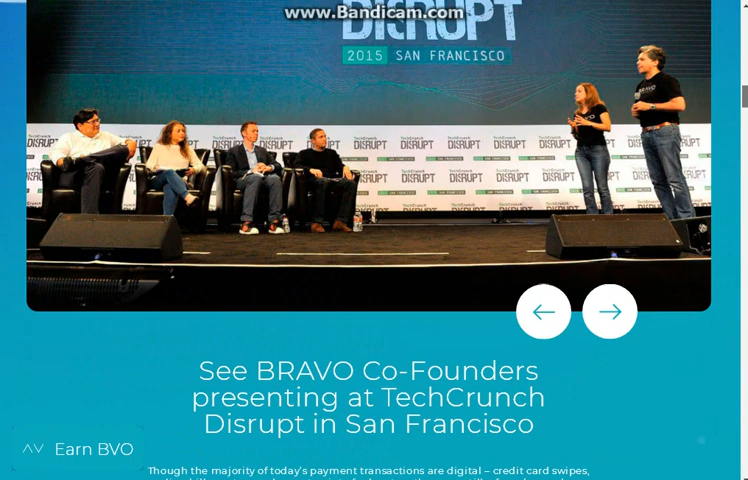 www.Bandicam.com
DISRUPT
2015 SAN FRANCISCO
BRAVO
See BRAVO Co-Founders
presenting at TechCrunch
Disrupt in San Francisco
Earn BVO
Though the majority of today's payment transactions are digital – credit card swipes,